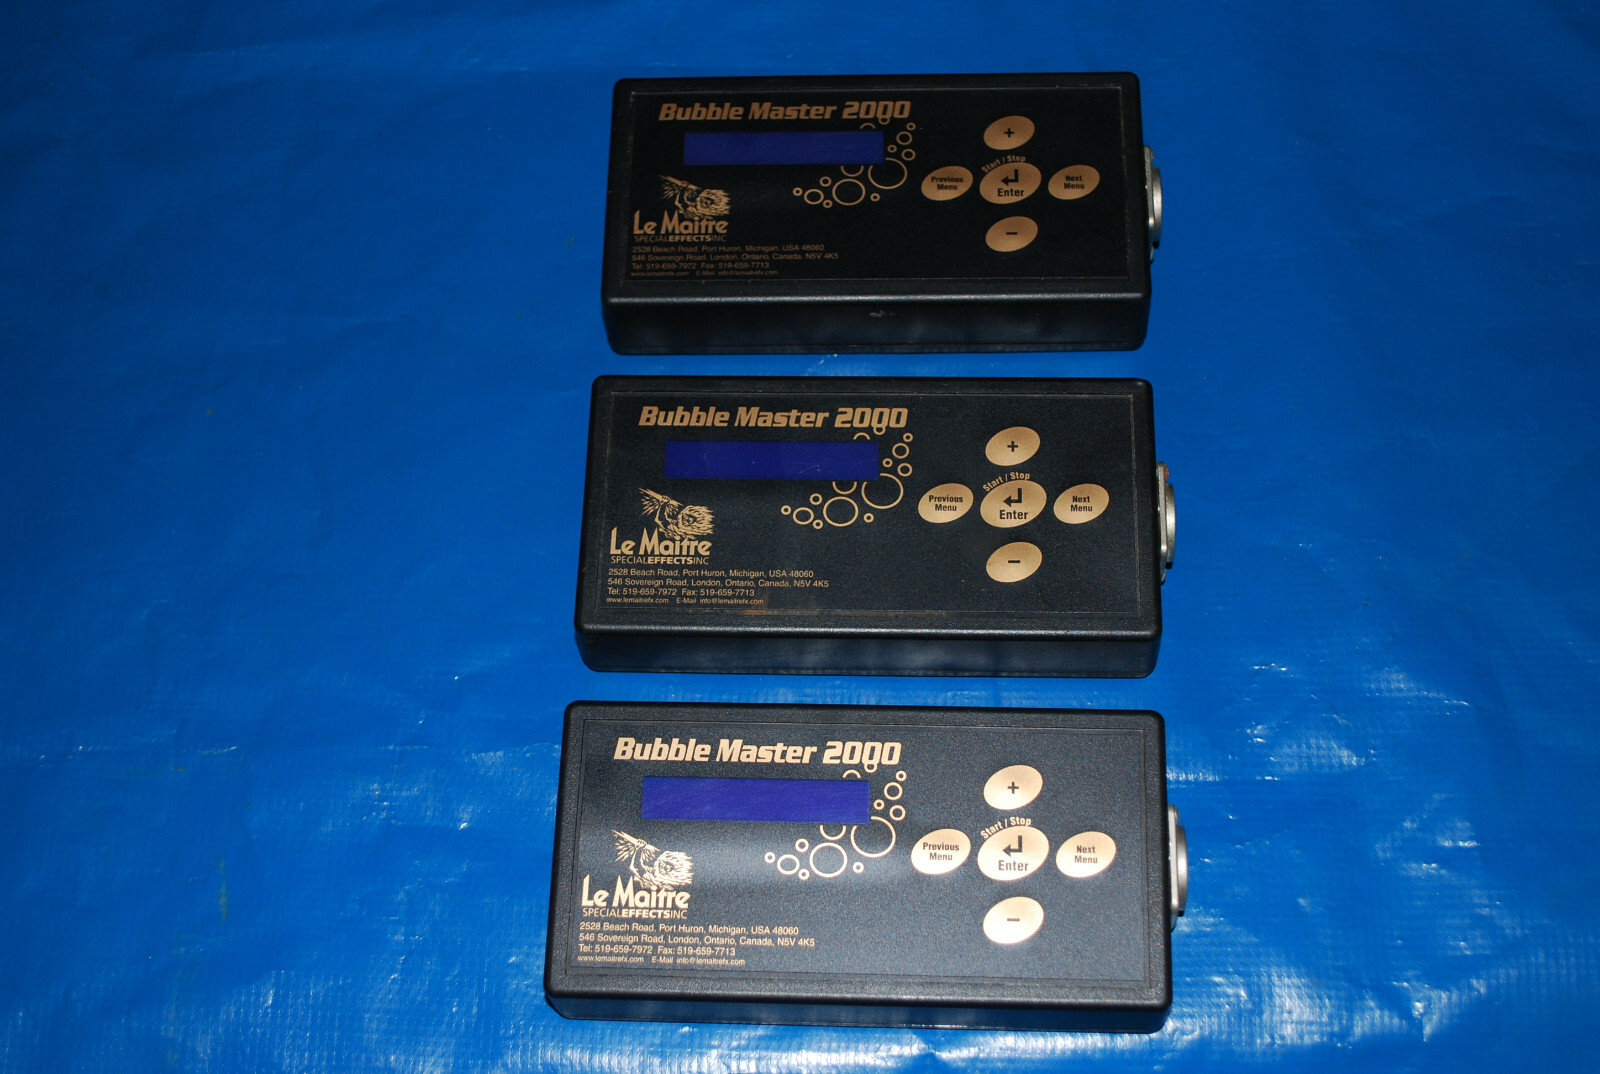 Bubble Master 2000
+
Start / Stop
Previous Menu
Enter
Next Menu
−
Le Maitre
SPECIALEFFECTSINC
2528 Beach Road, Port Huron, Michigan, USA 48060
546 Sovereign Road, London, Ontario, Canada, N5V 4K5
Tel: 519-659-7972 Fax: 519-659-7713
www.lemaitrefx.com E-Mail info@lemaitrefx.com
Bubble Master 2000
+
Start / Stop
Previous Menu
Enter
Next Menu
−
Le Maitre
SPECIALEFFECTSINC
2528 Beach Road, Port Huron, Michigan, USA 48060
546 Sovereign Road, London, Ontario, Canada, N5V 4K5
Tel: 519-659-7972 Fax: 519-659-7713
www.lemaitrefx.com E-Mail info@lemaitrefx.com
Bubble Master 2000
+
Start / Stop
Previous Menu
Enter
Next Menu
−
Le Maitre
SPECIALEFFECTSINC
2528 Beach Road, Port Huron, Michigan, USA 48060
546 Sovereign Road, London, Ontario, Canada, N5V 4K5
Tel: 519-659-7972 Fax: 519-659-7713
www.lemaitrefx.com E-Mail info@lemaitrefx.com